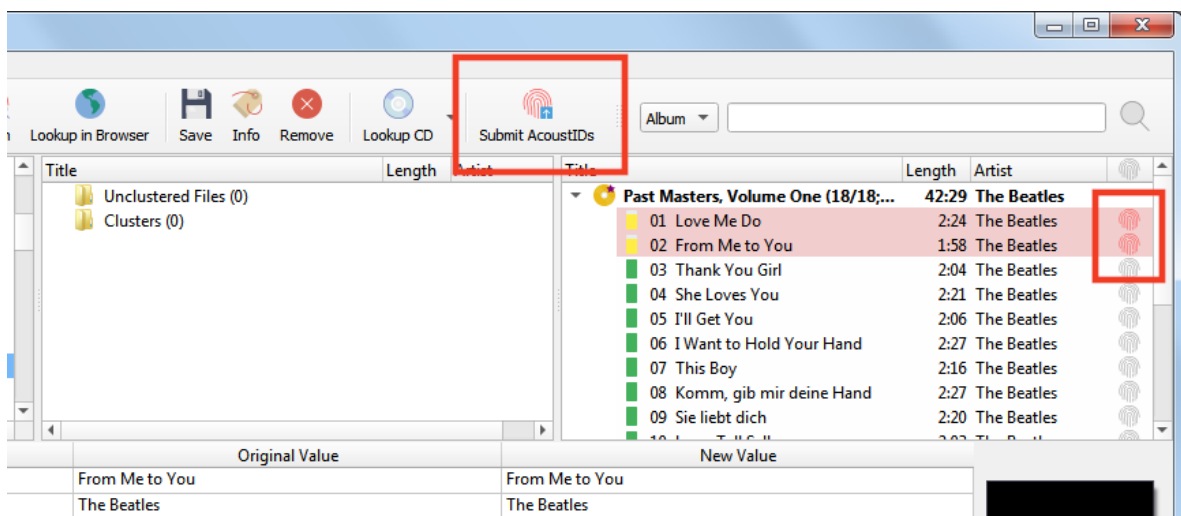 Lookup in Browser
Save
Info
Remove
Lookup CD
Submit AcoustIDs
Album
Title Length Artist
Unclustered Files (0)
Clusters (0)
Title Length Artist
Past Masters, Volume One (18/18;... 42:29 The Beatles
01 Love Me Do 2:24 The Beatles
02 From Me to You 1:58 The Beatles
03 Thank You Girl 2:04 The Beatles
04 She Loves You 2:21 The Beatles
05 I'll Get You 2:06 The Beatles
06 I Want to Hold Your Hand 2:27 The Beatles
07 This Boy 2:16 The Beatles
08 Komm, gib mir deine Hand 2:27 The Beatles
09 Sie liebt dich 2:20 The Beatles
Original Value New Value
From Me to You From Me to You
The Beatles The Beatles